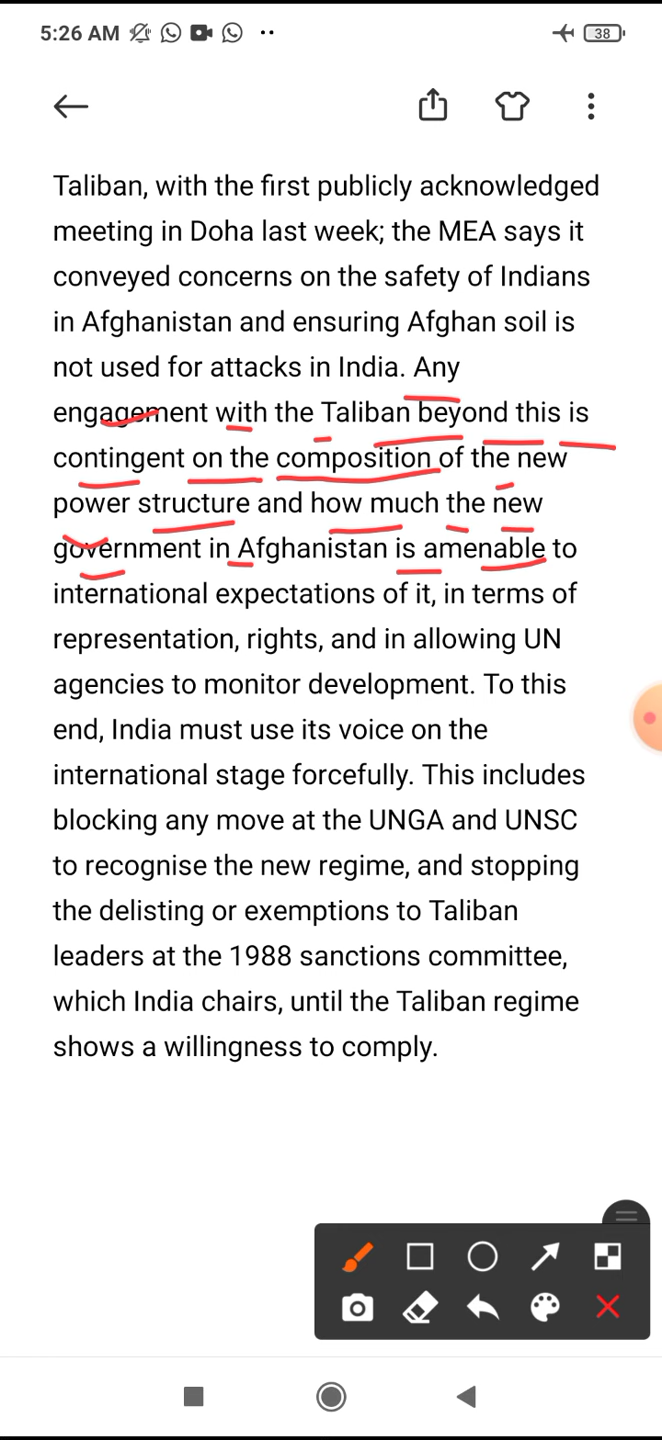 5:26 AM
38
Taliban, with the first publicly acknowledged
meeting in Doha last week; the MEA says it
conveyed concerns on the safety of Indians
in Afghanistan and ensuring Afghan soil is
not used for attacks in India. Any
engagement with the Taliban beyond this is
contingent on the composition of the new
power structure and how much the new
government in Afghanistan is amenable to
international expectations of it, in terms of
representation, rights, and in allowing UN
agencies to monitor development. To this
end, India must use its voice on the
international stage forcefully. This includes
blocking any move at the UNGA and UNSC
to recognise the new regime, and stopping
the delisting or exemptions to Taliban
leaders at the 1988 sanctions committee,
which India chairs, until the Taliban regime
shows a willingness to comply.